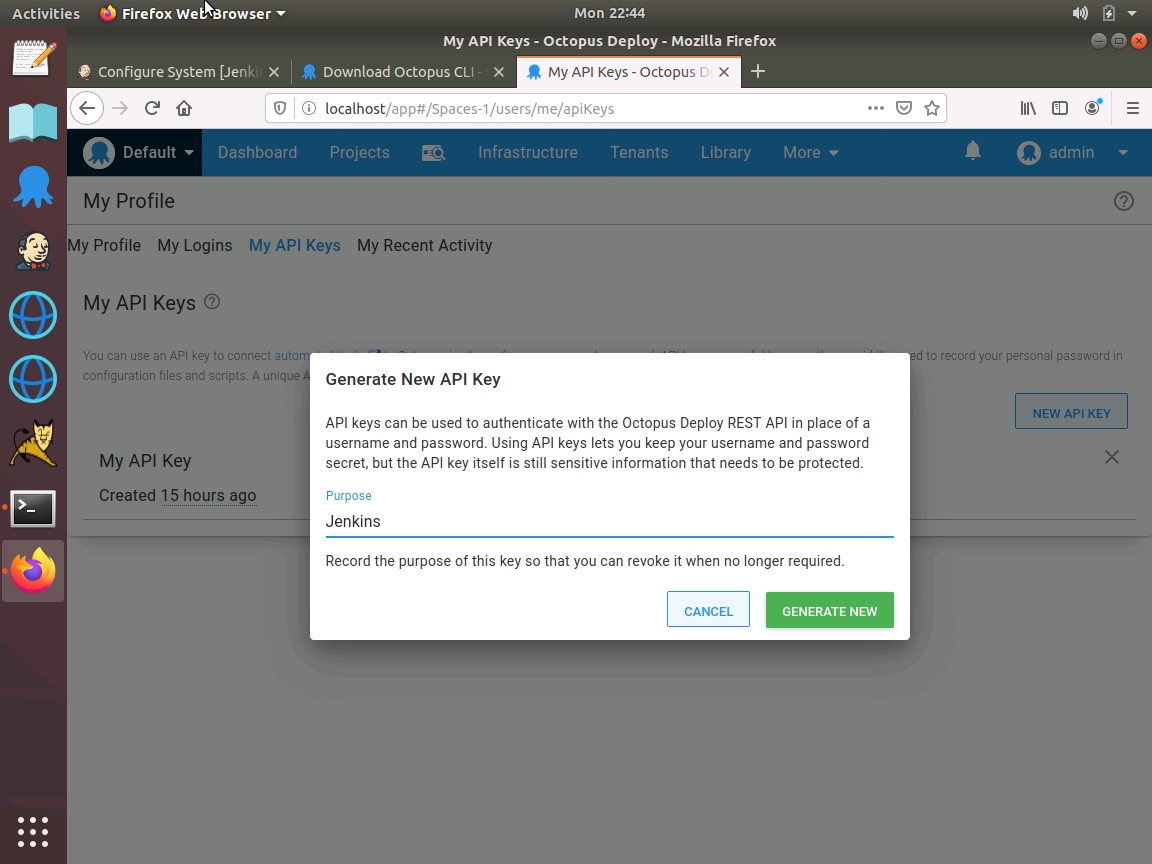 Activities
Firefox Web Browser
Mon 22:44
My API Keys - Octopus Deploy - Mozilla Firefox
Configure System [Jenki
Download Octopus CLI -
My API Keys - Octopus D
localhost/app#/Spaces-1/users/me/apiKeys
Default
Dashboard
Projects
Infrastructure
Tenants
Library
More
admin
My Profile
My Profile
My Logins
My API Keys
My Recent Activity
My API Keys
You can use an API key to connect
ed to record your personal password in
configuration files and scripts. A unique A
NEW API KEY
My API Key
Created 15 hours ago
Generate New API Key
API keys can be used to authenticate with the Octopus Deploy REST API in place of a
username and password. Using API keys lets you keep your username and password
secret, but the API key itself is still sensitive information that needs to be protected.
Purpose
Jenkins
Record the purpose of this key so that you can revoke it when no longer required.
CANCEL
GENERATE NEW